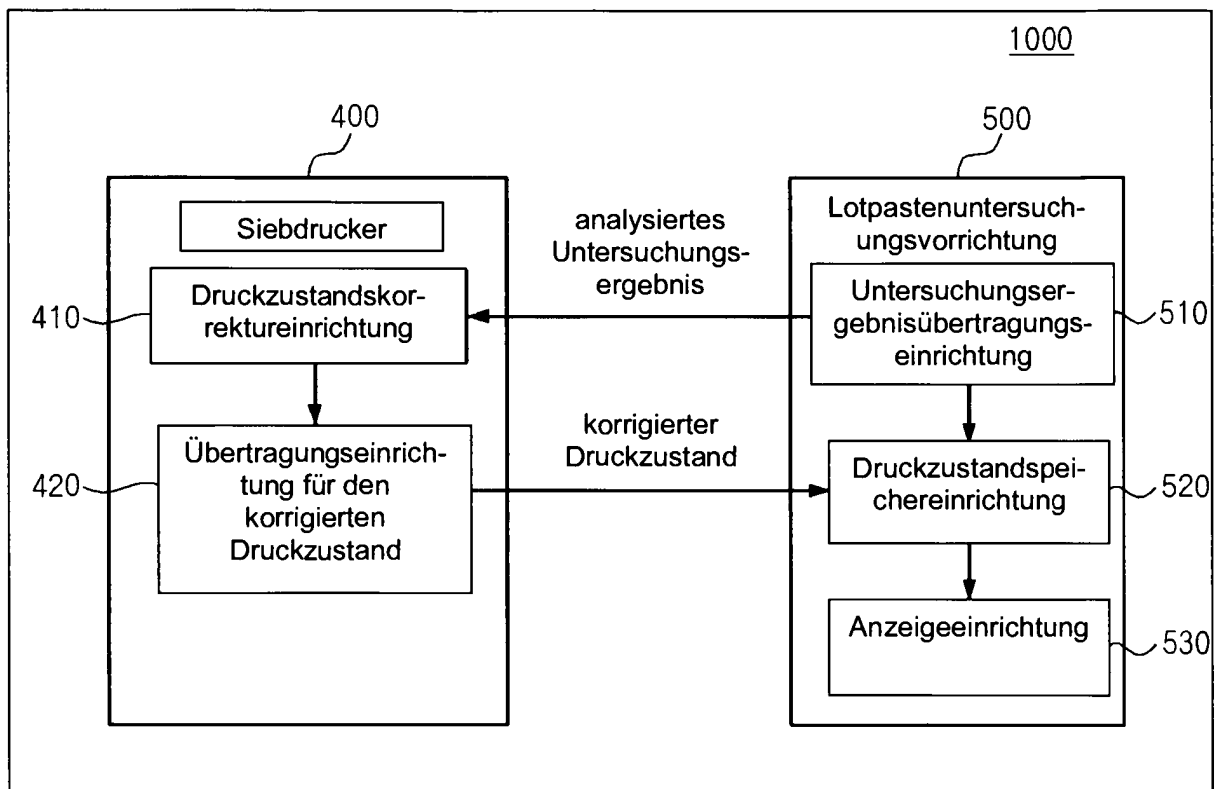 1000
400
500
Siebdrucker
Druckzustandskor-
rektureinrichtung
410
Übertragungseinrich-
tung für den
korrigierten
Druckzustand
420
analysiertes
Untersuchungs-
ergebnis
korrigierter
Druckzustand
Lotpastenuntersuch-
ungsvorrichtung
Untersuchungser-
gebnisübertragungs-
einrichtung
510
Druckzustandspei-
chereinrichtung
520
Anzeigeeinrichtung
530